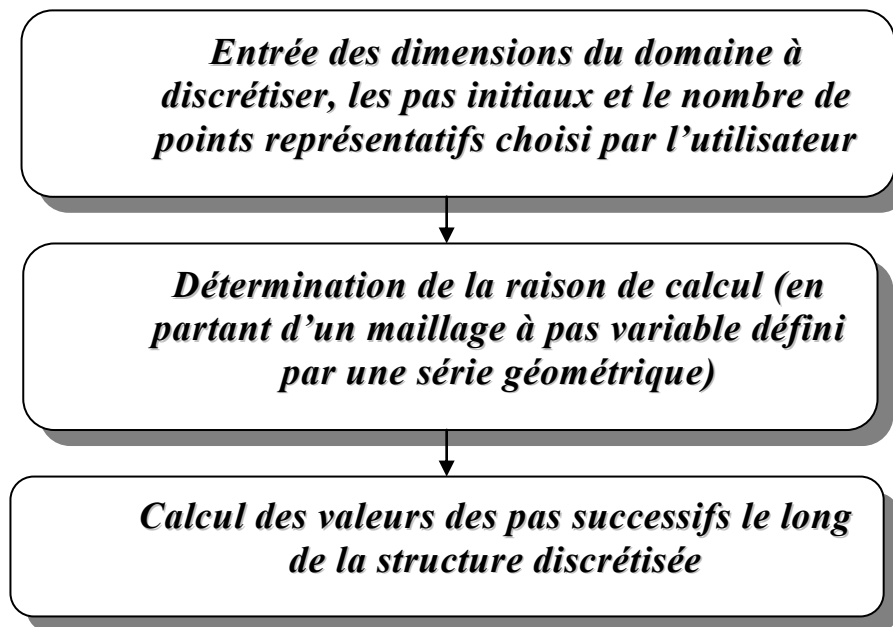 Entrée des dimensions du domaine à
discrétiser, les pas initiaux et le nombre de
points représentatifs choisi par l’utilisateur
Détermination de la raison de calcul (en
partant d’un maillage à pas variable défini
par une série géométrique)
Calcul des valeurs des pas successifs le long
de la structure discrétisée